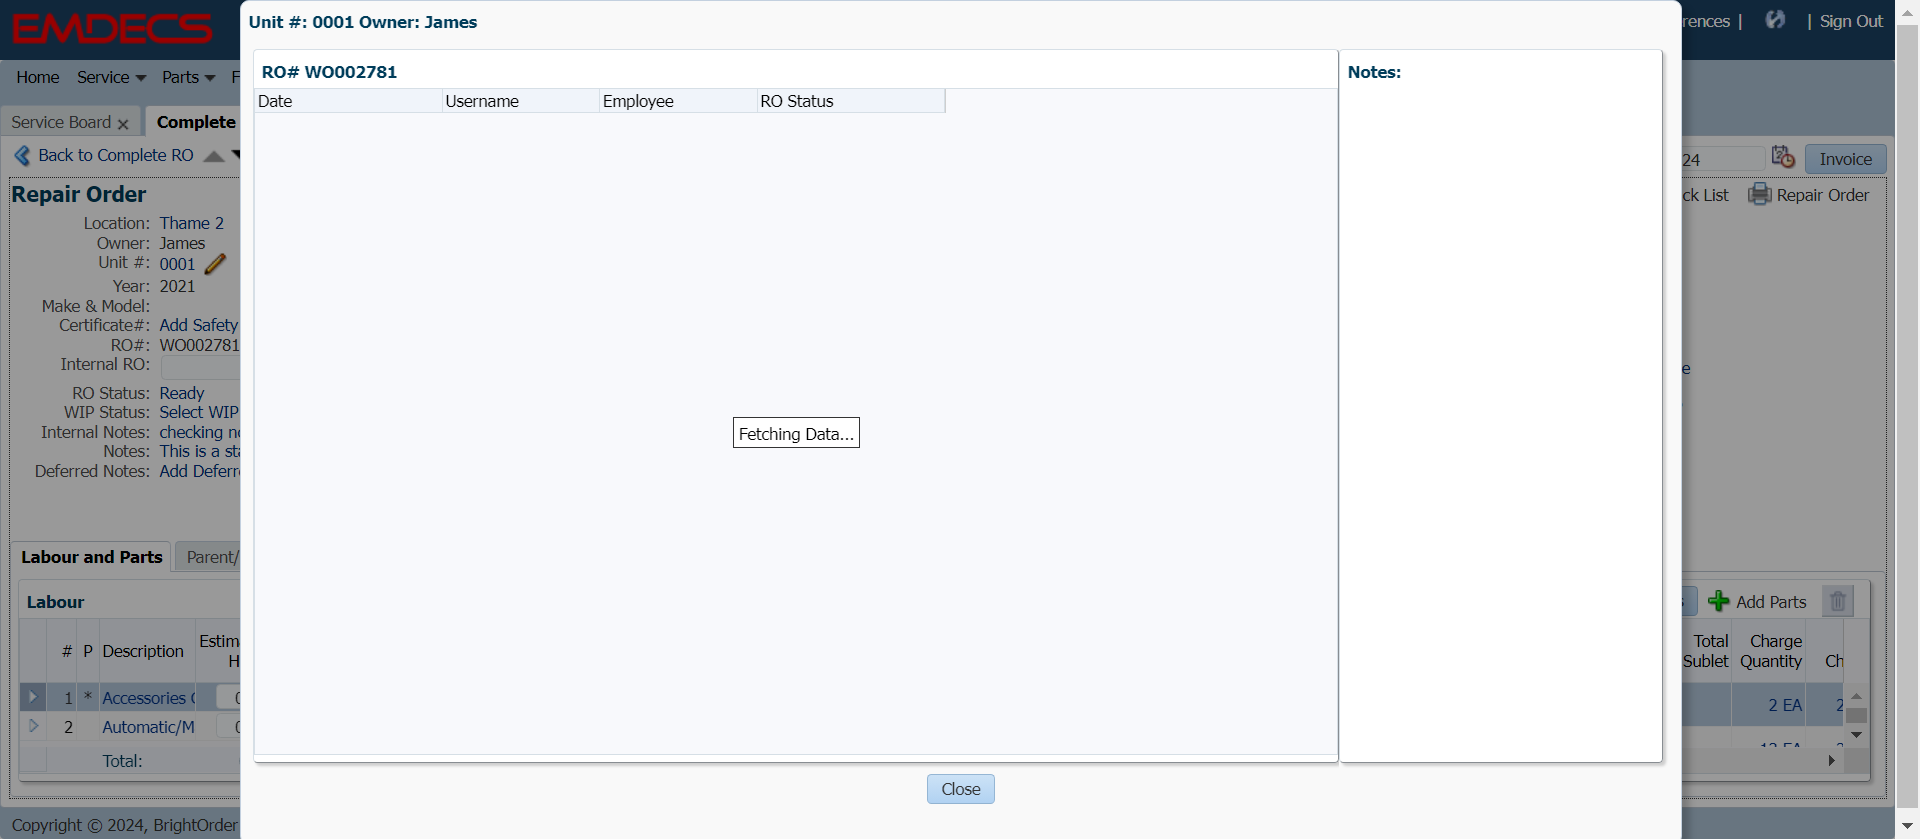 EMDECS
rences |
| Sign Out
Home Service Parts F
Service Board
Complete
Back to Complete RO
24
Invoice
Repair Order
ck List
Repair Order
Location: Thame 2
Owner: James
Unit #: 0001
Year: 2021
Make & Model:
Certificate#: Add Safety
RO#: WO002781
Internal RO:
RO Status: Ready
WIP Status: Select WIP
Internal Notes: checking no
Notes: This is a sta
Deferred Notes: Add Deferr
Unit #: 0001 Owner: James
RO# WO002781
Date Username Employee RO Status
Fetching Data...
Notes:
Close
e
Labour and Parts
Parent/
Labour
s
Add Parts
# P Description Estim
H
Total
Sublet
Charge
Quantity
Ch
1 * Accessories 0
2 EA 2
2 Automatic/M 0
Total:
Copyright © 2024, BrightOrder